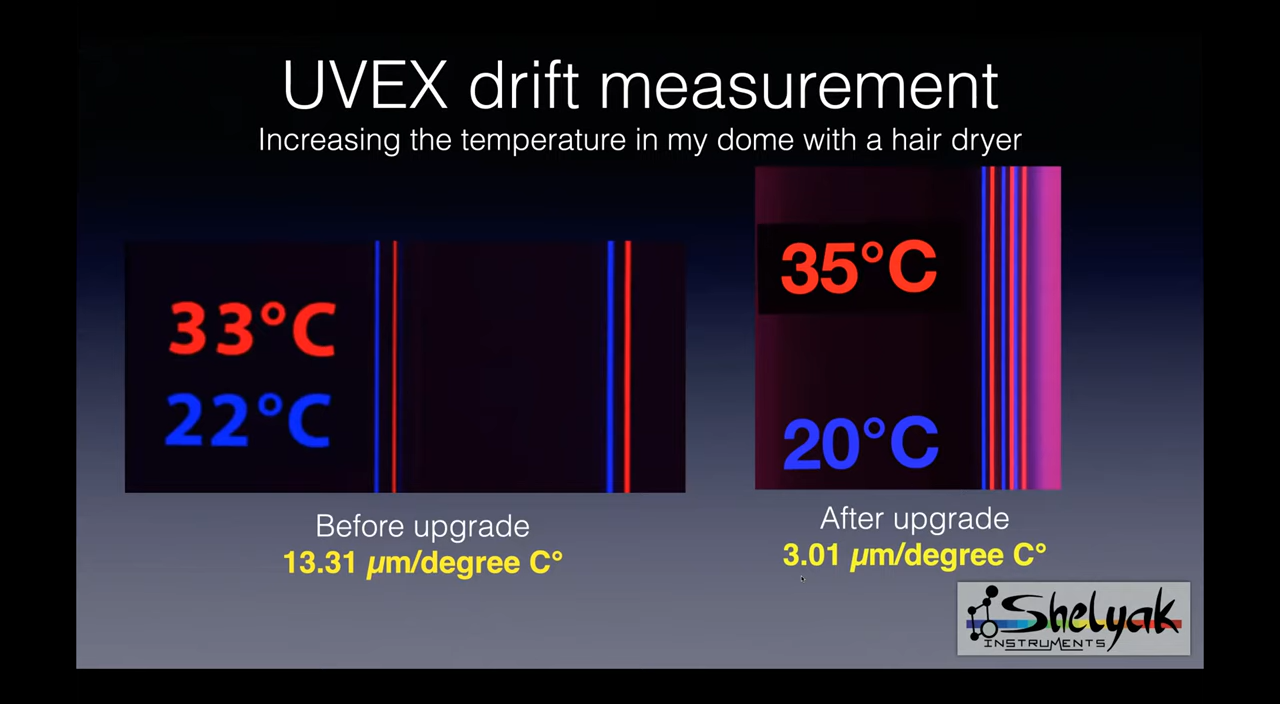 UVEX drift measurement
Increasing the temperature in my dome with a hair dryer
33°C
22°C
Before upgrade
13.31 µm/degree C°
35°C
20°C
After upgrade
3.01 µm/degree C°
Shelyak
INSTRUMENTS